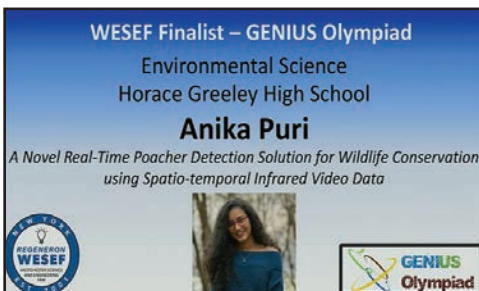 WESEF Finalist – GENIUS Olympiad
Environmental Science
Horace Greeley High School
Anika Puri
A Novel Real-Time Poacher Detection Solution for Wildlife Conservation
using Spatio-temporal Infrared Video Data
NEW YORK
REGENERON
WESEF
GENIUS
Olympiad